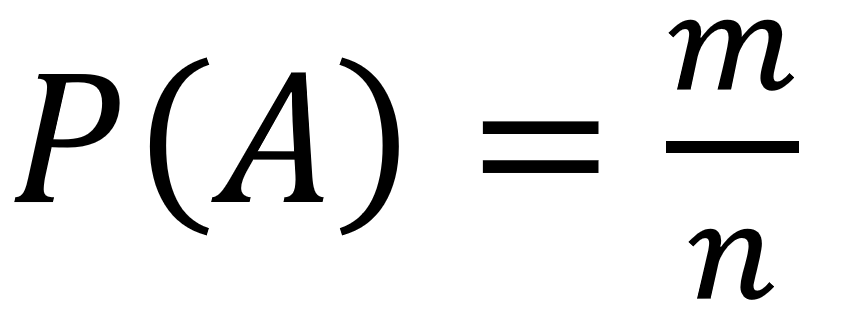 P(A) = m/n